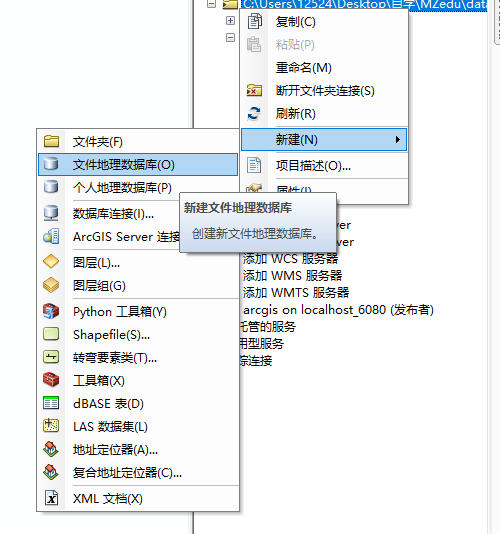 C:\Users\12524\Desktop\自学\MZedu\data
复制(C)
粘贴(P)
重命名(M)
断开文件夹连接(S)
刷新(R)
新建(N)
项目描述(O)...
属性(I)...
文件夹(F)
文件地理数据库(O)
个人地理数据库(P)
数据库连接(I)...
ArcGIS Server 连接
图层(L)...
图层组(G)
Python 工具箱(Y)
Shapefile(S)...
转弯要素类(T)...
工具箱(X)
dBASE 表(D)
LAS 数据集(L)
地址定位器(A)...
复合地址定位器(C)...
XML 文档(X)
新建文件地理数据库
创建新文件地理数据库。
添加 WCS 服务器
添加 WMS 服务器
添加 WMTS 服务器
arcgis on localhost_6080 (发布者)
托管的服务
用型服务
踪连接